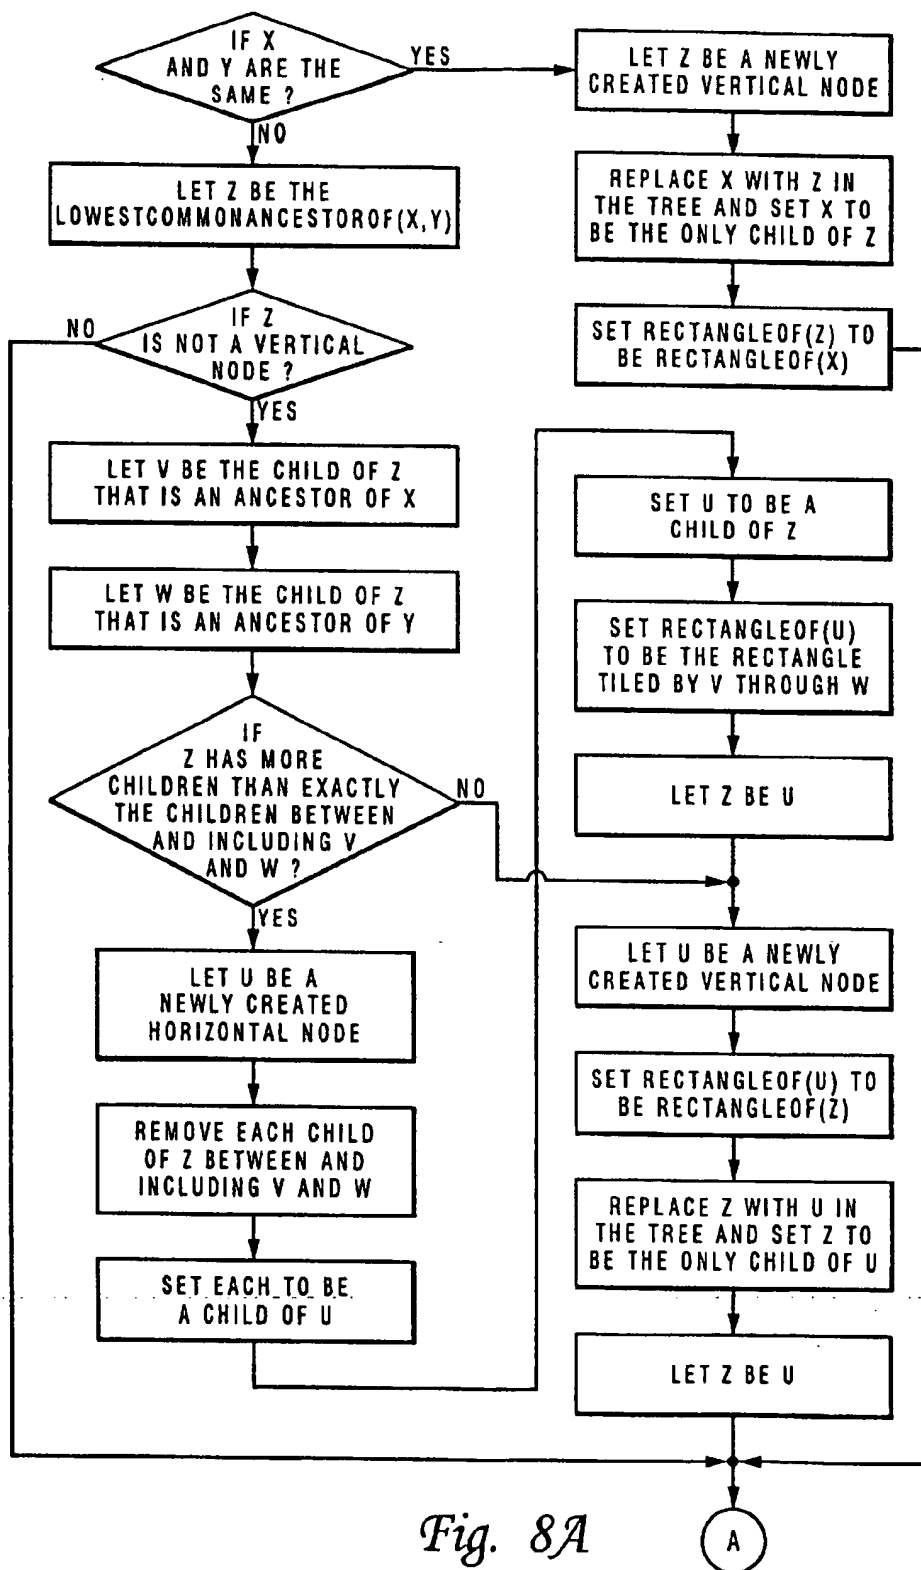 IF X
AND Y ARE THE
SAME ?
YES
NO
LET Z BE A NEWLY
CREATED VERTICAL NODE
LET Z BE THE
LOWESTCOMMONANCESTOROF(X,Y)
REPLACE X WITH Z IN
THE TREE AND SET X TO
BE THE ONLY CHILD OF Z
IF Z
IS NOT A VERTICAL
NODE ?
NO
YES
SET RECTANGLEOF(Z) TO
BE RECTANGLEOF(X)
LET V BE THE CHILD OF Z
THAT IS AN ANCESTOR OF X
SET U TO BE A
CHILD OF Z
LET W BE THE CHILD OF Z
THAT IS AN ANCESTOR OF Y
SET RECTANGLEOF(U)
TO BE THE RECTANGLE
TILED BY V THROUGH W
IF
Z HAS MORE
CHILDREN THAN EXACTLY
THE CHILDREN BETWEEN
AND INCLUDING V
AND W ?
NO
YES
LET Z BE U
LET U BE A
NEWLY CREATED
HORIZONTAL NODE
LET U BE A NEWLY
CREATED VERTICAL NODE
REMOVE EACH CHILD
OF Z BETWEEN AND
INCLUDING V AND W
SET RECTANGLEOF(U) TO
BE RECTANGLEOF(Z)
SET EACH TO BE
A CHILD OF U
REPLACE Z WITH U IN
THE TREE AND SET Z TO
BE THE ONLY CHILD OF U
LET Z BE U
A
Fig. 8A